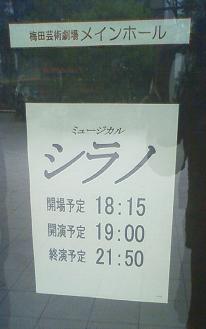 梅田芸術劇場メインホール
ミュージカル
シラノ
開場予定 18:15
開演予定 19:00
終演予定 21:50